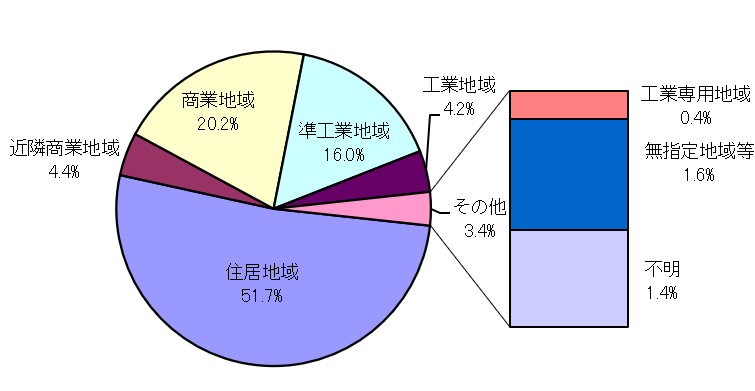 商業地域
20.2%
準工業地域
16.0%
工業地域
4.2%
近隣商業地域
4.4%
その他
3.4%
住居地域
51.7%
工業専用地域
0.4%
無指定地域等
1.6%
不明
1.4%